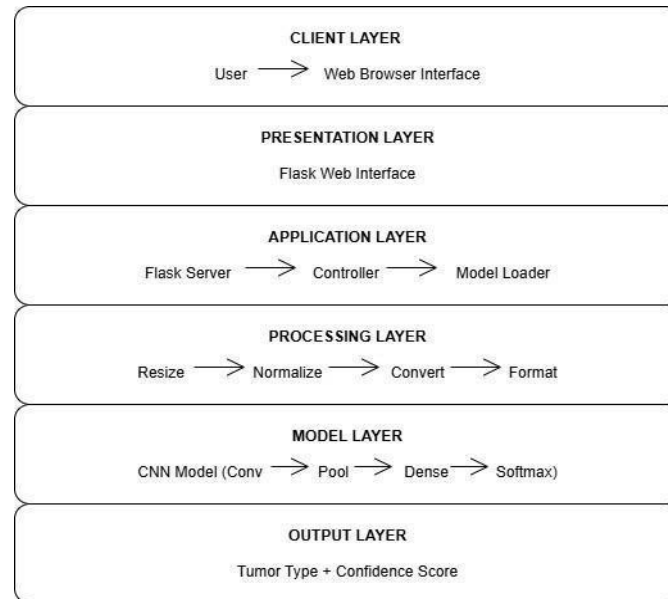 CLIENT LAYER
User Web Browser Interface
PRESENTATION LAYER
Flask Web Interface
APPLICATION LAYER
Flask Server Controller Model Loader
PROCESSING LAYER
Resize Normalize Convert Format
MODEL LAYER
CNN Model (Conv Pool Dense Softmax)
OUTPUT LAYER
Tumor Type + Confidence Score